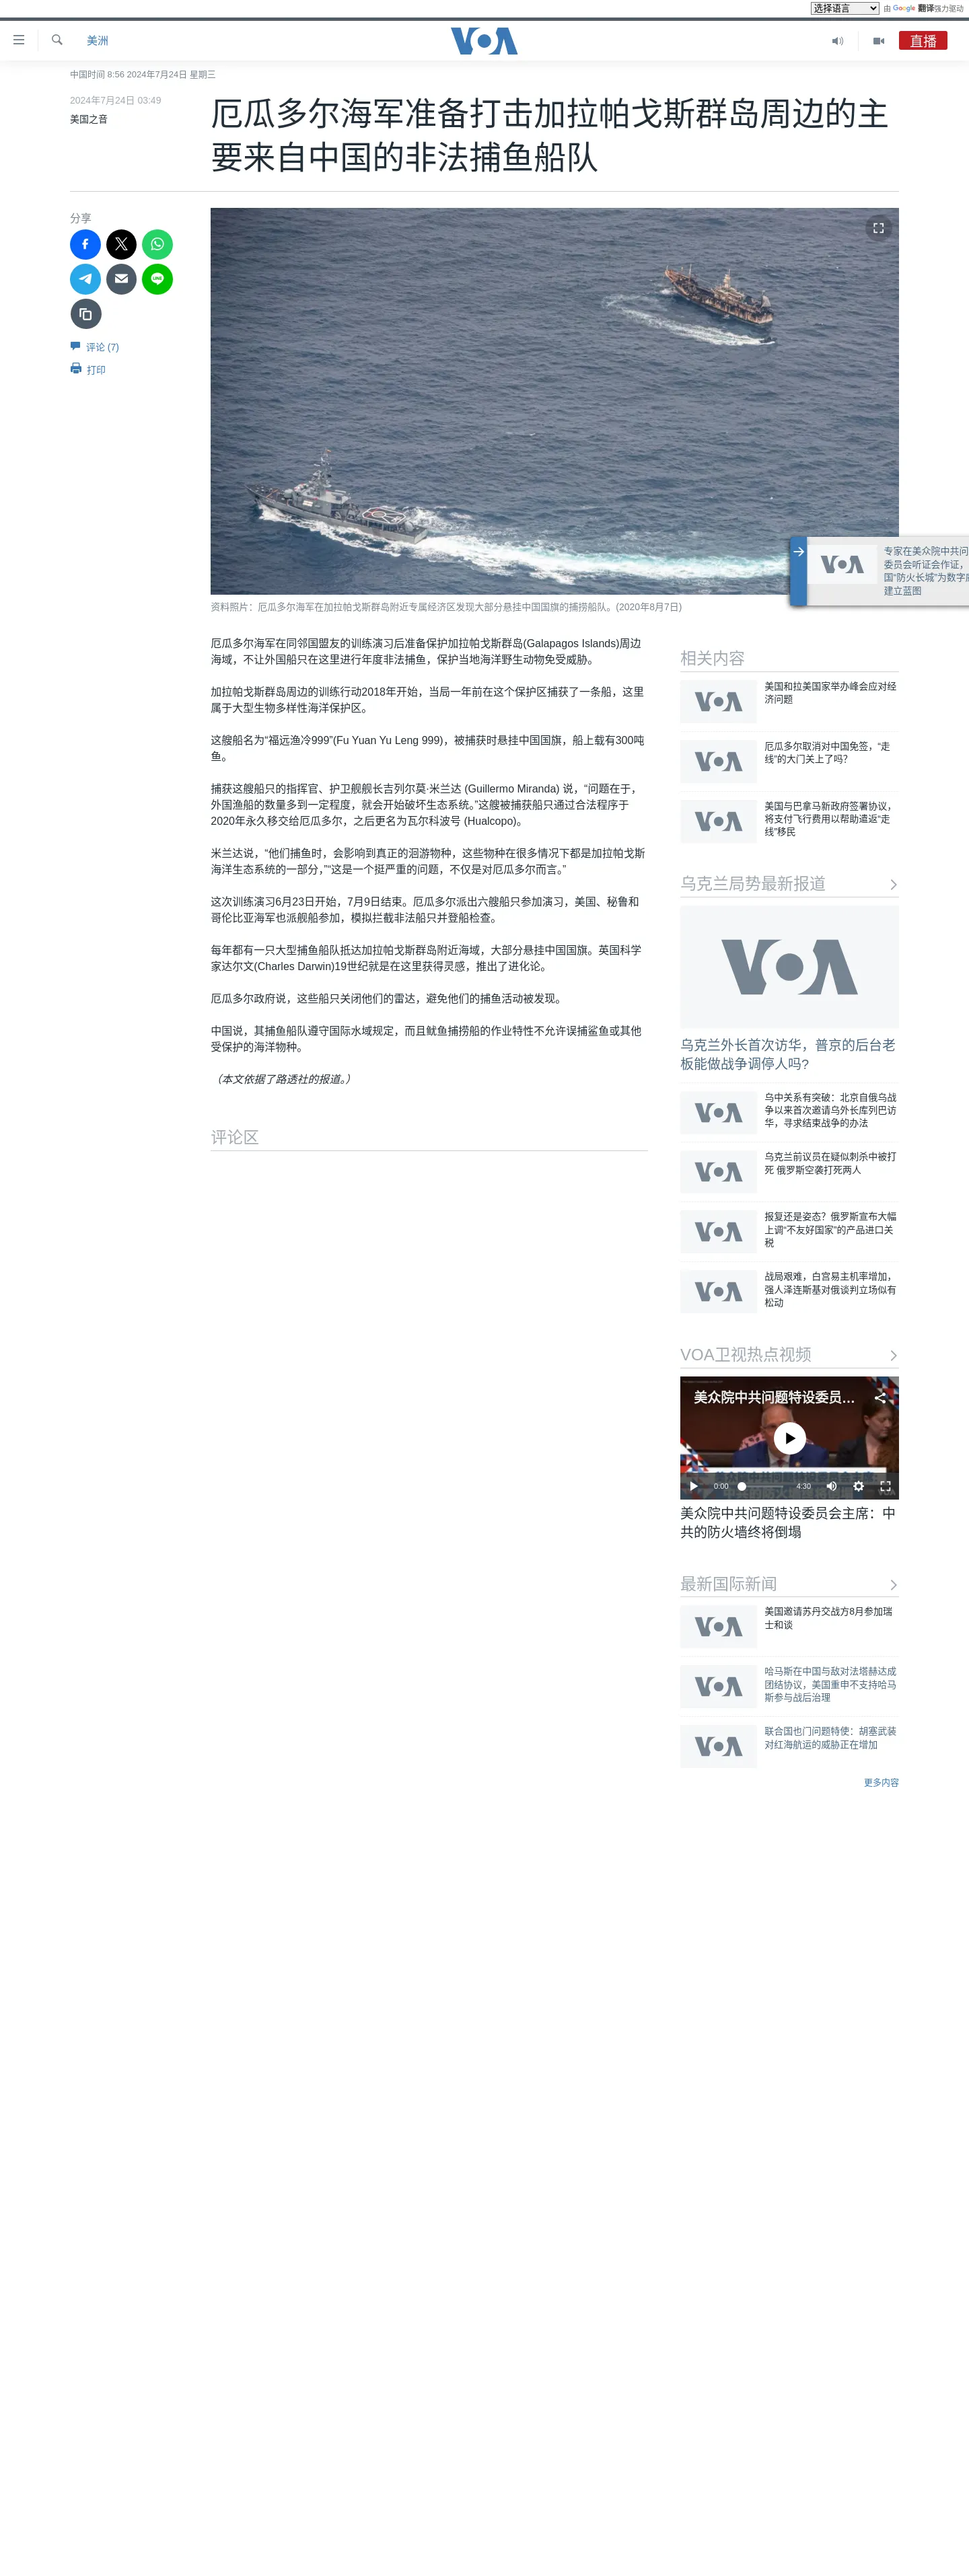 选择语言
由 Google 翻译强力驱动
美洲
VOA
直播
中国时间 8:56 2024年7月24日 星期三
2024年7月24日 03:49
美国之音
厄瓜多尔海军准备打击加拉帕戈斯群岛周边的主
要来自中国的非法捕鱼船队
分享
LINE
评论 (7)
打印
专家在美众院中共问
委员会听证会作证，
国“防火长城”为数字
建立蓝图
VOA
资料照片：厄瓜多尔海军在加拉帕戈斯群岛附近专属经济区发现大部分悬挂中国国旗的捕捞船队。(2020年8月7日)
厄瓜多尔海军在同邻国盟友的训练演习后准备保护加拉帕戈斯群岛(Galapagos Islands)周边
海域，不让外国船只在这里进行年度非法捕鱼，保护当地海洋野生动物免受威胁。
加拉帕戈斯群岛周边的训练行动2018年开始，当局一年前在这个保护区捕获了一条船，这里
属于大型生物多样性海洋保护区。
这艘船名为“福远渔冷999”(Fu Yuan Yu Leng 999)，被捕获时悬挂中国国旗，船上载有300吨
鱼。
捕获这艘船只的指挥官、护卫舰舰长吉列尔莫·米兰达 (Guillermo Miranda) 说，“问题在于，
外国渔船的数量多到一定程度，就会开始破坏生态系统。”这艘被捕获船只通过合法程序于
2020年永久移交给厄瓜多尔，之后更名为瓦尔科波号 (Hualcopo)。
米兰达说，“他们捕鱼时，会影响到真正的洄游物种，这些物种在很多情况下都是加拉帕戈斯
海洋生态系统的一部分，”“这是一个挺严重的问题，不仅是对厄瓜多尔而言。”
这次训练演习6月23日开始，7月9日结束。厄瓜多尔派出六艘船只参加演习，美国、秘鲁和
哥伦比亚海军也派舰船参加，模拟拦截非法船只并登船检查。
每年都有一只大型捕鱼船队抵达加拉帕戈斯群岛附近海域，大部分悬挂中国国旗。英国科学
家达尔文(Charles Darwin)19世纪就是在这里获得灵感，推出了进化论。
厄瓜多尔政府说，这些船只关闭他们的雷达，避免他们的捕鱼活动被发现。
中国说，其捕鱼船队遵守国际水域规定，而且鱿鱼捕捞船的作业特性不允许误捕鲨鱼或其他
受保护的海洋物种。
（本文依据了路透社的报道。）
评论区
相关内容
VOA
美国和拉美国家举办峰会应对经
济问题
VOA
厄瓜多尔取消对中国免签，“走
线”的大门关上了吗？
VOA
美国与巴拿马新政府签署协议，
将支付飞行费用以帮助遣返“走
线”移民
乌克兰局势最新报道
VOA
乌克兰外长首次访华，普京的后台老
板能做战争调停人吗?
VOA
乌中关系有突破：北京自俄乌战
争以来首次邀请乌外长库列巴访
华，寻求结束战争的办法
VOA
乌克兰前议员在疑似刺杀中被打
死 俄罗斯空袭打死两人
VOA
报复还是姿态？俄罗斯宣布大幅
上调“不友好国家”的产品进口关
税
VOA
战局艰难，白宫易主机率增加，
强人泽连斯基对俄谈判立场似有
松动
VOA卫视热点视频
美众院中共问题特设委员...
0:00
4:30
美众院中共问题特设委员会主席：中
共的防火墙终将倒塌
最新国际新闻
VOA
美国邀请苏丹交战方8月参加瑞
士和谈
VOA
哈马斯在中国与敌对法塔赫达成
团结协议，美国重申不支持哈马
斯参与战后治理
VOA
联合国也门问题特使：胡塞武装
对红海航运的威胁正在增加
更多内容